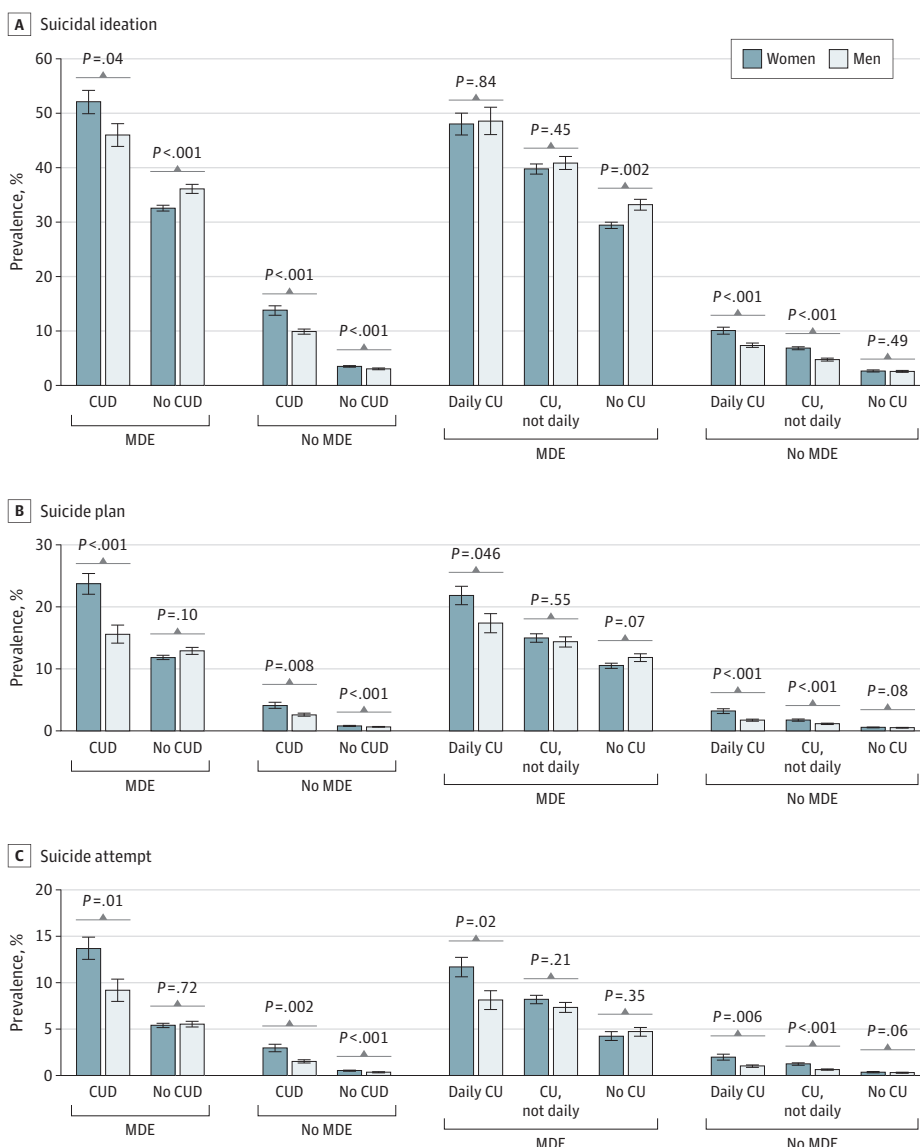 A Suicidal ideation
Women Men
Prevalence, %
60
50
40
30
20
10
0
P=.04
P<.001
P<.001
P<.001
P=.84
P=.45
P=.002
P<.001
P<.001
P=.49
CUD No CUD CUD No CUD Daily CU CU, not daily No CU Daily CU CU, not daily No CU
MDE No MDE MDE No MDE
B Suicide plan
Prevalence, %
30
20
10
0
P<.001
P=.10
P=.008
P<.001
P=.046
P=.55
P=.07
P<.001
P<.001
P=.08
CUD No CUD CUD No CUD Daily CU CU, not daily No CU Daily CU CU, not daily No CU
MDE No MDE MDE No MDE
C Suicide attempt
Prevalence, %
20
15
10
5
0
P=.01
P=.72
P=.002
P<.001
P=.02
P=.21
P=.35
P=.006
P<.001
P=.06
CUD No CUD CUD No CUD Daily CU CU, not daily No CU Daily CU CU, not daily No CU
MDE No MDE MDE No MDE